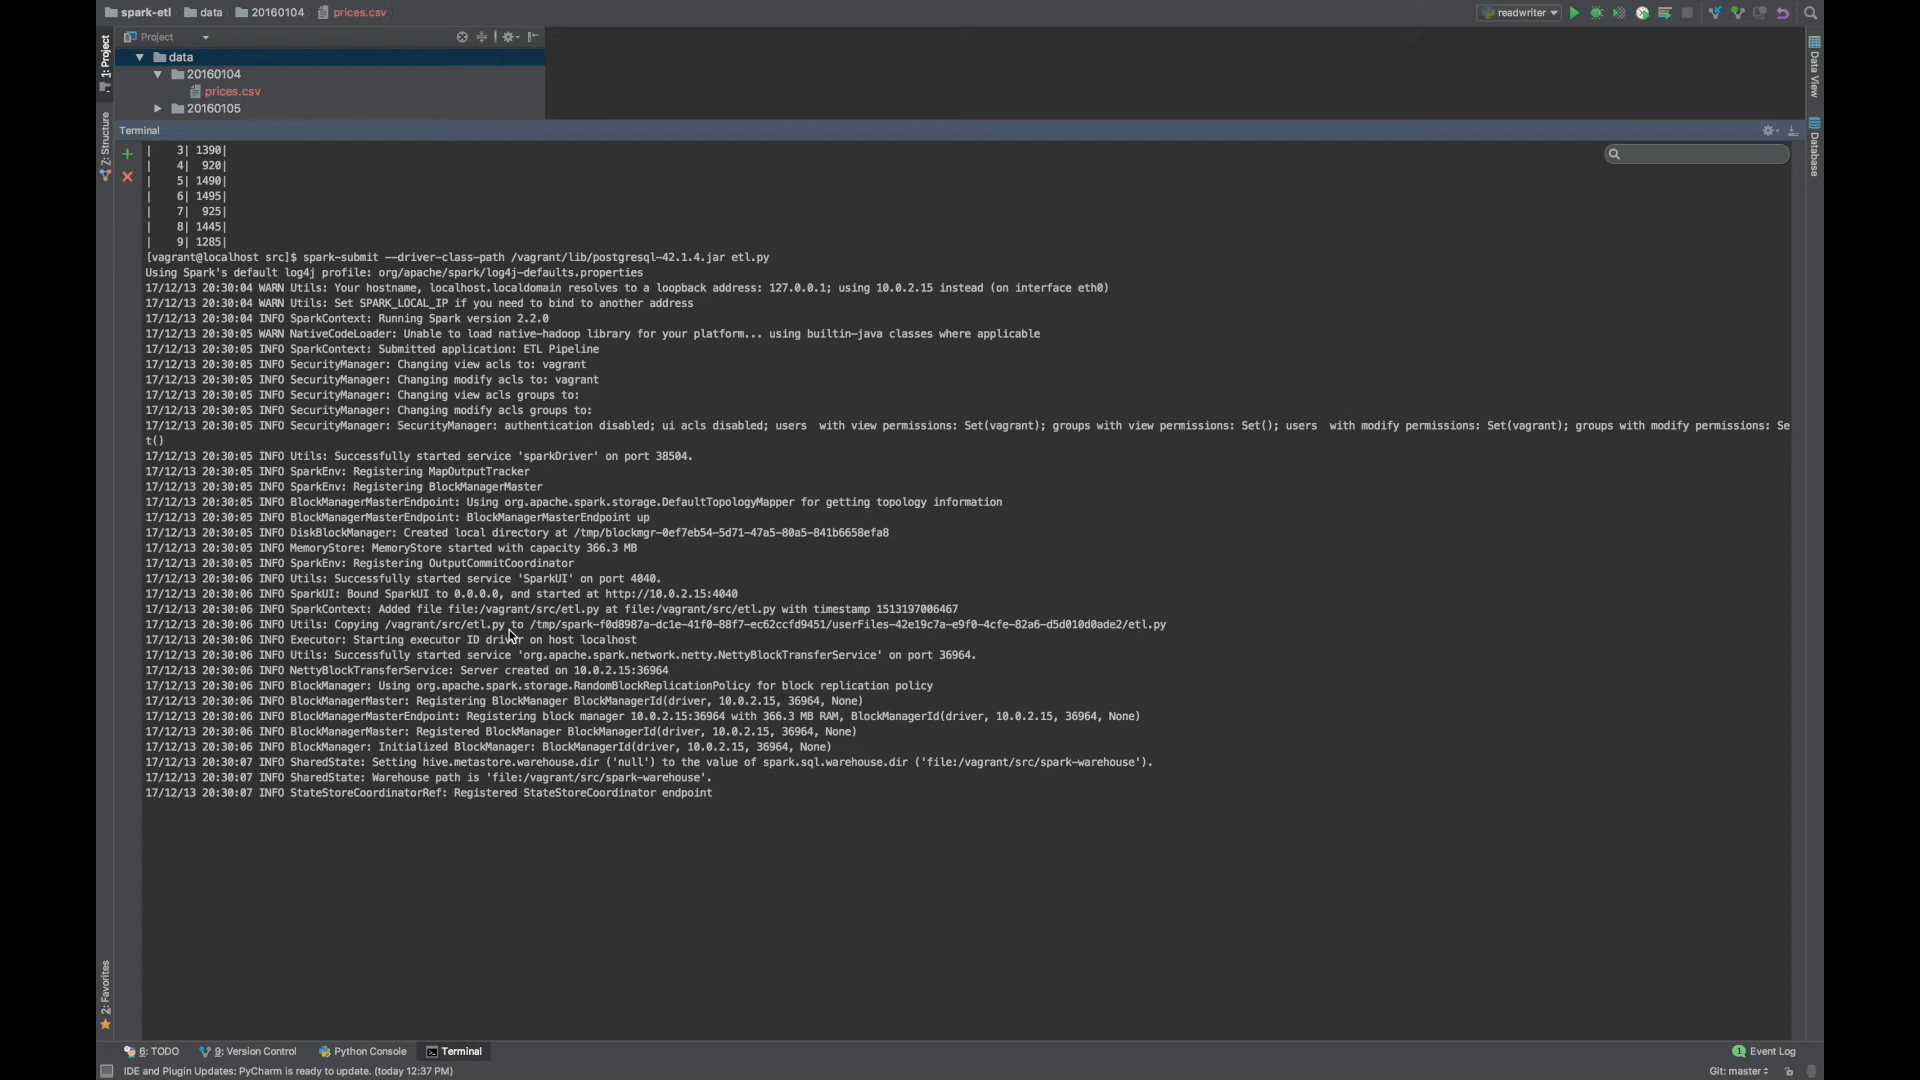 spark-etl data 20160104 prices.csv readwriter
Project
data
20160104
prices.csv
20160105
1: Project
7: Structure
2: Favorites
Data View
Database
Terminal
|    3| 1390|
|    4|  920|
|    5| 1490|
|    6| 1495|
|    7|  925|
|    8| 1445|
|    9| 1285|
[vagrant@localhost src]$ spark-submit --driver-class-path /vagrant/lib/postgresql-42.1.4.jar etl.py
Using Spark's default log4j profile: org/apache/spark/log4j-defaults.properties
17/12/13 20:30:04 WARN Utils: Your hostname, localhost.localdomain resolves to a loopback address: 127.0.0.1; using 10.0.2.15 instead (on interface eth0)
17/12/13 20:30:04 WARN Utils: Set SPARK_LOCAL_IP if you need to bind to another address
17/12/13 20:30:04 INFO SparkContext: Running Spark version 2.2.0
17/12/13 20:30:05 WARN NativeCodeLoader: Unable to load native-hadoop library for your platform... using builtin-java classes where applicable
17/12/13 20:30:05 INFO SparkContext: Submitted application: ETL Pipeline
17/12/13 20:30:05 INFO SecurityManager: Changing view acls to: vagrant
17/12/13 20:30:05 INFO SecurityManager: Changing modify acls to: vagrant
17/12/13 20:30:05 INFO SecurityManager: Changing view acls groups to:
17/12/13 20:30:05 INFO SecurityManager: Changing modify acls groups to:
17/12/13 20:30:05 INFO SecurityManager: SecurityManager: authentication disabled; ui acls disabled; users  with view permissions: Set(vagrant); groups with view permissions: Set(); users  with modify permissions: Set(vagrant); groups with modify permissions: Se
t()
17/12/13 20:30:05 INFO Utils: Successfully started service 'sparkDriver' on port 38504.
17/12/13 20:30:05 INFO SparkEnv: Registering MapOutputTracker
17/12/13 20:30:05 INFO SparkEnv: Registering BlockManagerMaster
17/12/13 20:30:05 INFO BlockManagerMasterEndpoint: Using org.apache.spark.storage.DefaultTopologyMapper for getting topology information
17/12/13 20:30:05 INFO BlockManagerMasterEndpoint: BlockManagerMasterEndpoint up
17/12/13 20:30:05 INFO DiskBlockManager: Created local directory at /tmp/blockmgr-0ef7eb54-5d71-47a5-80a5-841b6658efa8
17/12/13 20:30:05 INFO MemoryStore: MemoryStore started with capacity 366.3 MB
17/12/13 20:30:05 INFO SparkEnv: Registering OutputCommitCoordinator
17/12/13 20:30:06 INFO Utils: Successfully started service 'SparkUI' on port 4040.
17/12/13 20:30:06 INFO SparkUI: Bound SparkUI to 0.0.0.0, and started at http://10.0.2.15:4040
17/12/13 20:30:06 INFO SparkContext: Added file file:/vagrant/src/etl.py at file:/vagrant/src/etl.py with timestamp 1513197006467
17/12/13 20:30:06 INFO Utils: Copying /vagrant/src/etl.py to /tmp/spark-f0d8987a-dc1e-41f0-88f7-ec62ccfd9451/userFiles-42e19c7a-e9f0-4cfe-82a6-d5d010d0ade2/etl.py
17/12/13 20:30:06 INFO Executor: Starting executor ID driver on host localhost
17/12/13 20:30:06 INFO Utils: Successfully started service 'org.apache.spark.network.netty.NettyBlockTransferService' on port 36964.
17/12/13 20:30:06 INFO NettyBlockTransferService: Server created on 10.0.2.15:36964
17/12/13 20:30:06 INFO BlockManager: Using org.apache.spark.storage.RandomBlockReplicationPolicy for block replication policy
17/12/13 20:30:06 INFO BlockManagerMaster: Registering BlockManager BlockManagerId(driver, 10.0.2.15, 36964, None)
17/12/13 20:30:06 INFO BlockManagerMasterEndpoint: Registering block manager 10.0.2.15:36964 with 366.3 MB RAM, BlockManagerId(driver, 10.0.2.15, 36964, None)
17/12/13 20:30:06 INFO BlockManagerMaster: Registered BlockManager BlockManagerId(driver, 10.0.2.15, 36964, None)
17/12/13 20:30:06 INFO BlockManager: Initialized BlockManager: BlockManagerId(driver, 10.0.2.15, 36964, None)
17/12/13 20:30:07 INFO SharedState: Setting hive.metastore.warehouse.dir ('null') to the value of spark.sql.warehouse.dir ('file:/vagrant/src/spark-warehouse').
17/12/13 20:30:07 INFO SharedState: Warehouse path is 'file:/vagrant/src/spark-warehouse'.
17/12/13 20:30:07 INFO StateStoreCoordinatorRef: Registered StateStoreCoordinator endpoint
6: TODO 9: Version Control Python Console Terminal 1 Event Log
IDE and Plugin Updates: PyCharm is ready to update. (today 12:37 PM) Git: master